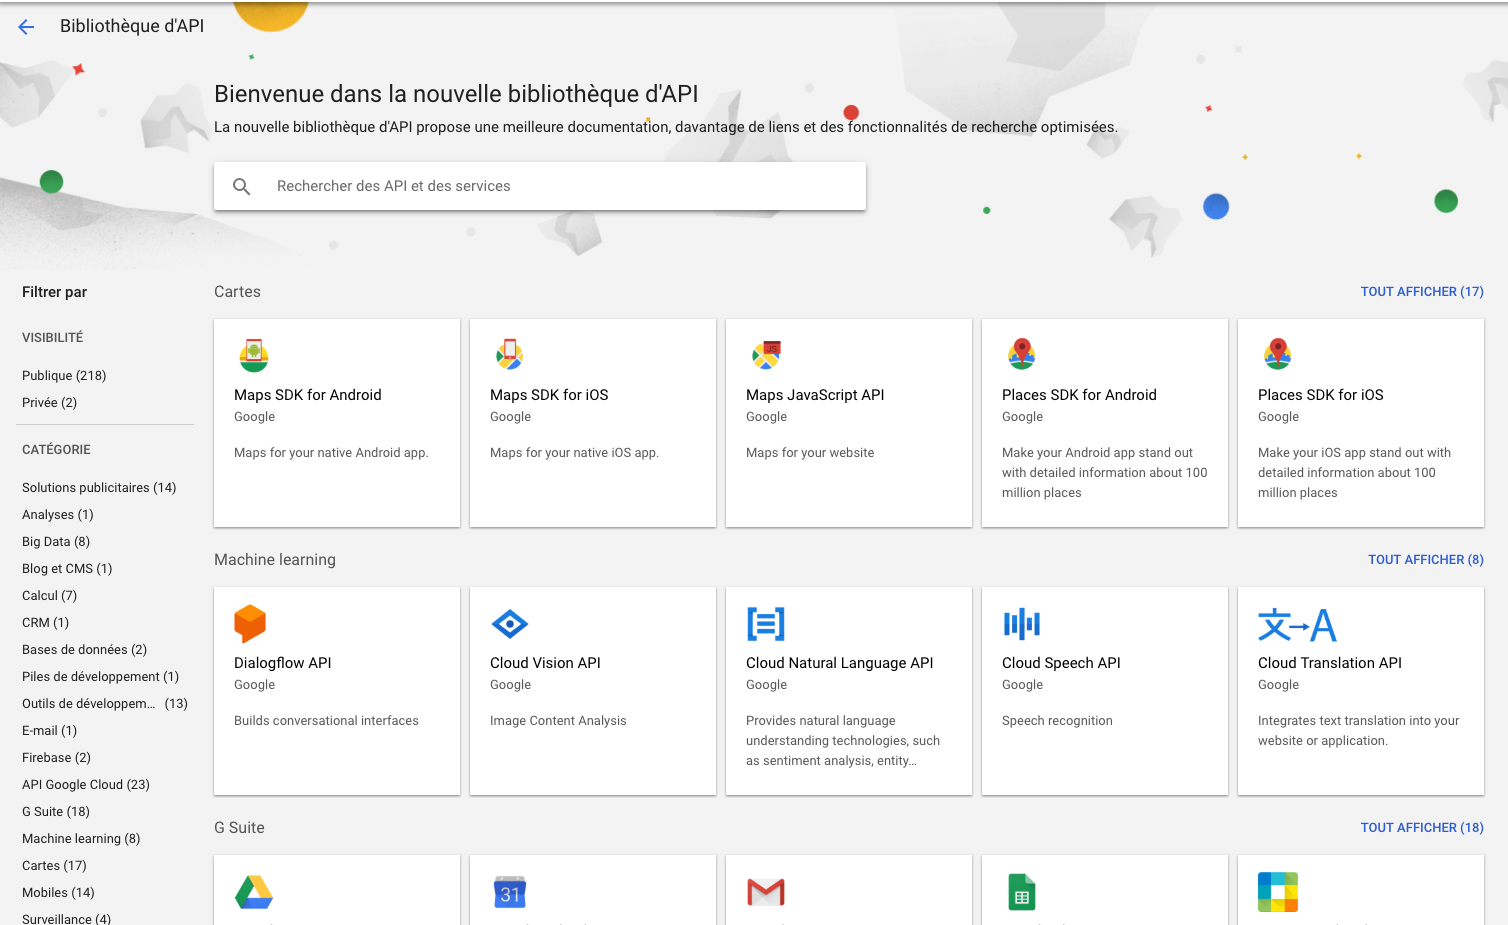 Bibliothèque d'API
Bienvenue dans la nouvelle bibliothèque d'API
La nouvelle bibliothèque d'API propose une meilleure documentation, davantage de liens et des fonctionnalités de recherche optimisées.
Rechercher des API et des services
Filtrer par
VISIBILITÉ
Publique (218)
Privée (2)
CATÉGORIE
Solutions publicitaires (14)
Analyses (1)
Big Data (8)
Blog et CMS (1)
Calcul (7)
CRM (1)
Bases de données (2)
Piles de développement (1)
Outils de développem... (13)
E-mail (1)
Firebase (2)
API Google Cloud (23)
G Suite (18)
Machine learning (8)
Cartes (17)
Mobiles (14)
Surveillance (4)
Cartes
TOUT AFFICHER (17)
Maps SDK for Android
Google
Maps for your native Android app.
Maps SDK for iOS
Google
Maps for your native iOS app.
JS
Maps JavaScript API
Google
Maps for your website
Places SDK for Android
Google
Make your Android app stand out
with detailed information about 100
million places
Places SDK for iOS
Google
Make your iOS app stand out with
detailed information about 100
million places
Machine learning
TOUT AFFICHER (8)
Dialogflow API
Google
Builds conversational interfaces
Cloud Vision API
Google
Image Content Analysis
Cloud Natural Language API
Google
Provides natural language
understanding technologies, such
as sentiment analysis, entity...
Cloud Speech API
Google
Speech recognition
文→A
Cloud Translation API
Google
Integrates text translation into your
website or application.
G Suite
TOUT AFFICHER (18)
31